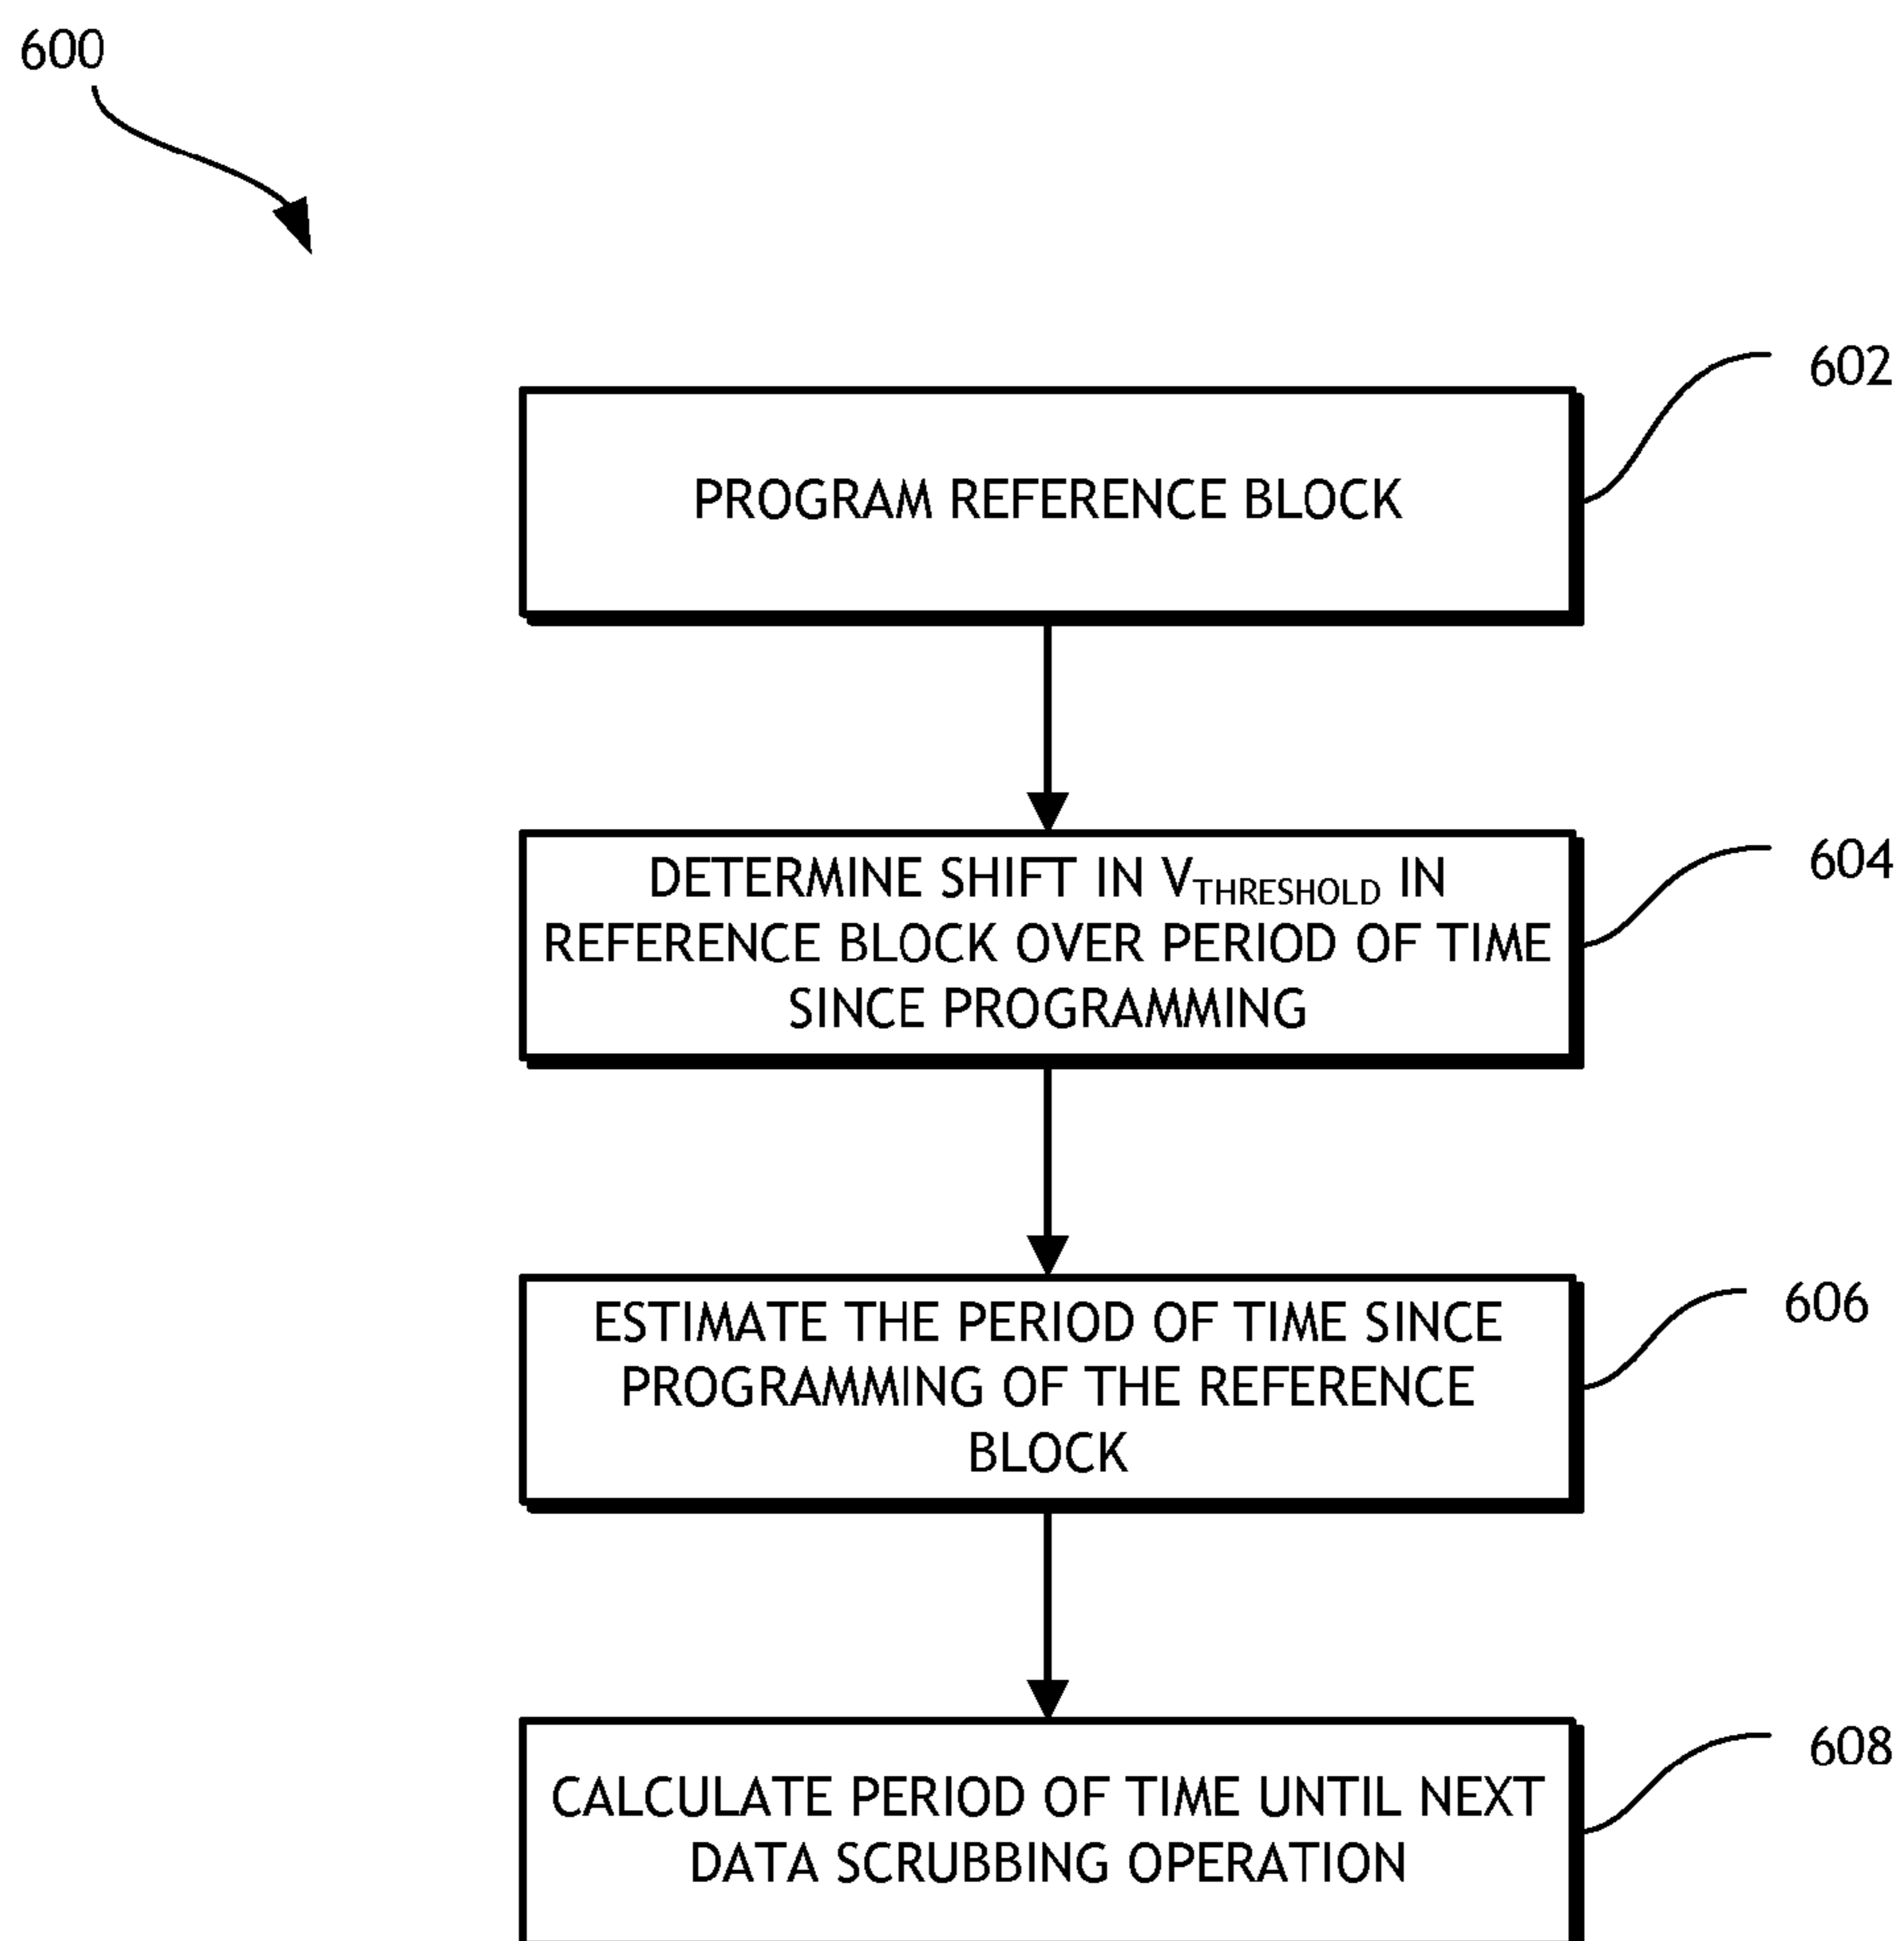 600
602
PROGRAM REFERENCE BLOCK
604
DETERMINE SHIFT IN VTHRESHOLD IN
REFERENCE BLOCK OVER PERIOD OF TIME
SINCE PROGRAMMING
606
ESTIMATE THE PERIOD OF TIME SINCE
PROGRAMMING OF THE REFERENCE
BLOCK
608
CALCULATE PERIOD OF TIME UNTIL NEXT
DATA SCRUBBING OPERATION